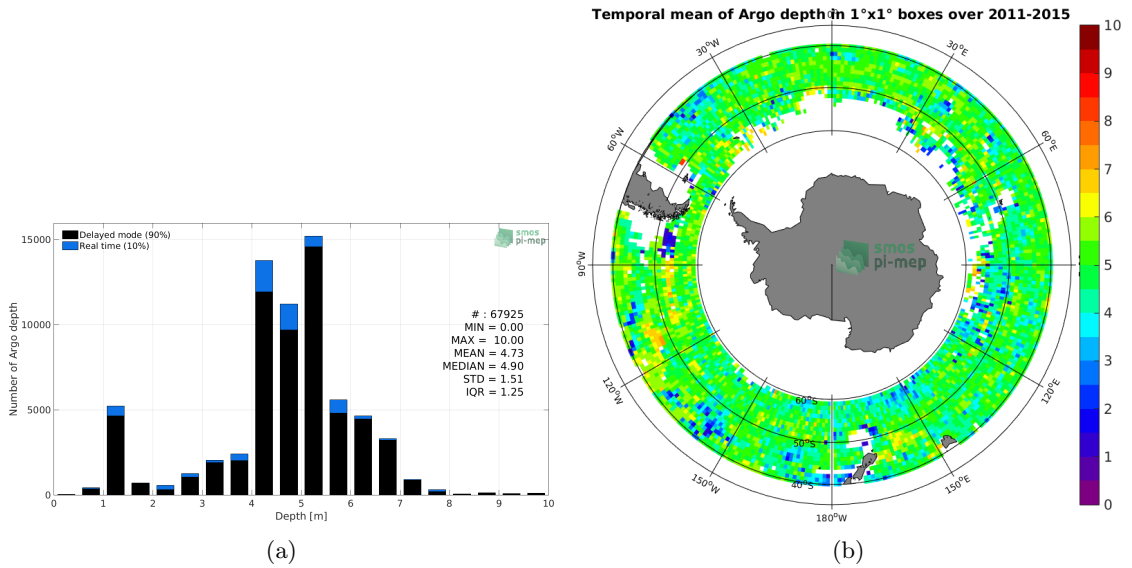 Delayed mode (90%)
Real time (10%)
smos
pi-mep
15000
10000
5000
0
Number of Argo depth
# : 67925
MIN = 0.00
MAX = 10.00
MEAN = 4.73
MEDIAN = 4.90
STD = 1.51
IQR = 1.25
0 1 2 3 4 5 6 7 8 9 10
Depth [m]
(a)
Temporal mean of Argo depth in 1°x1° boxes over 2011-2015
30°W
30°E
60°W
60°E
90°W
120°W
120°E
150°W
150°E
180°W
60°S
50°S
40°S
smos
pi-mep
10
9
8
7
6
5
4
3
2
1
0
(b)